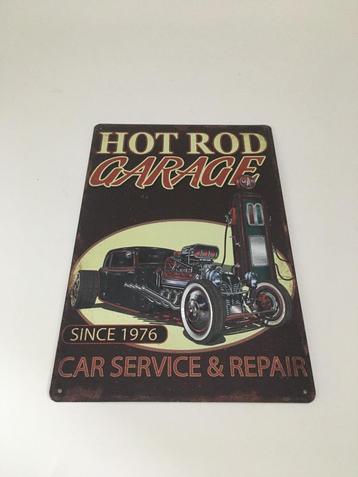 HOT ROD
GARAGE
SINCE 1976
CAR SERVICE & REPAIR